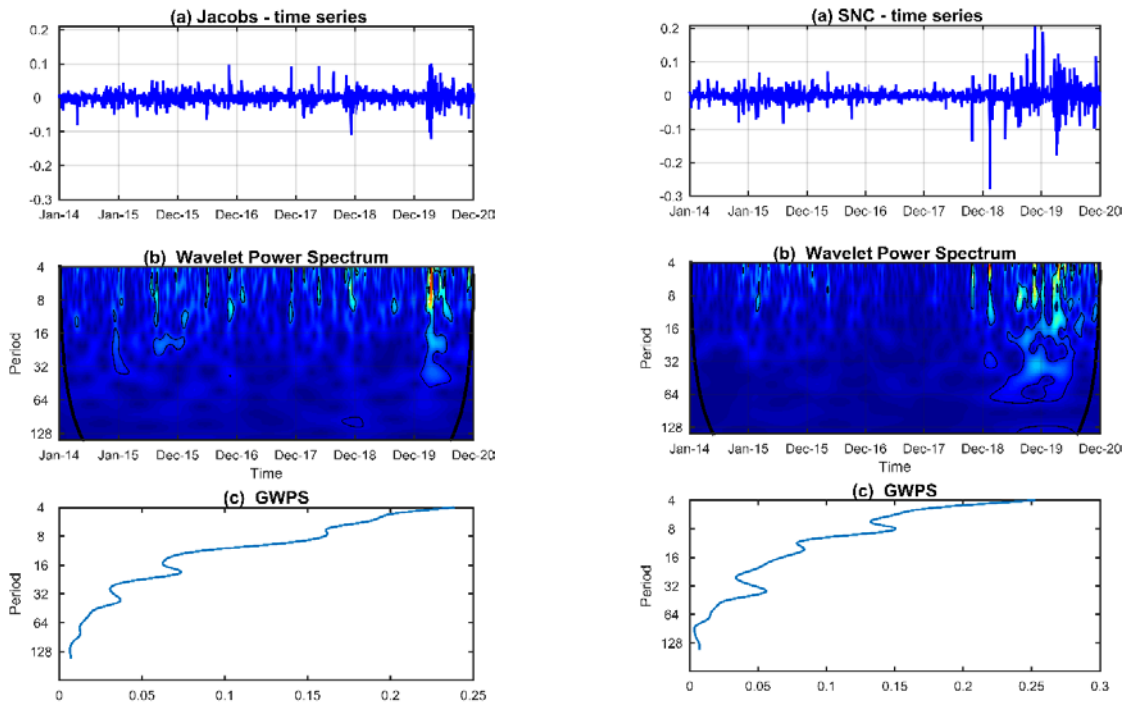 (a) Jacobs - time series
0.2
0.1
0
-0.1
-0.2
-0.3
Jan-14 Jan-15 Dec-15 Dec-16 Dec-17 Dec-18 Dec-19 Dec-20
(b) Wavelet Power Spectrum
Period
4
8
16
32
64
128
Jan-14 Jan-15 Dec-15 Dec-16 Dec-17 Dec-18 Dec-19 Dec-20
Time
(c) GWPS
Period
4
8
16
32
64
128
0 0.05 0.1 0.15 0.2 0.25
(a) SNC - time series
0.2
0.1
0
-0.1
-0.2
-0.3
Jan-14 Jan-15 Dec-15 Dec-16 Dec-17 Dec-18 Dec-19 Dec-20
(b) Wavelet Power Spectrum
Period
4
8
16
32
64
128
Jan-14 Jan-15 Dec-15 Dec-16 Dec-17 Dec-18 Dec-19 Dec-20
Time
(c) GWPS
Period
4
8
16
32
64
128
0 0.05 0.1 0.15 0.2 0.25 0.3